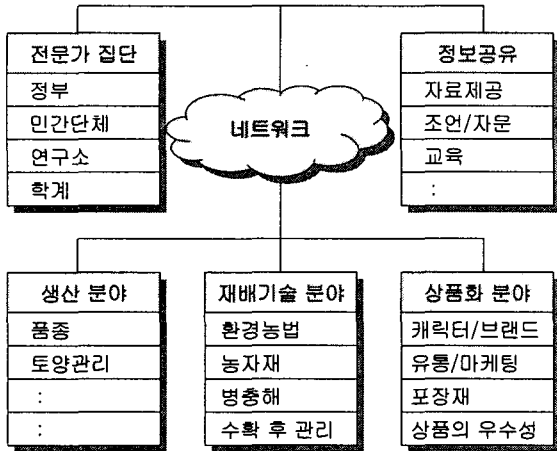 전문가 집단
정부
민간단체
연구소
학계
네트워크
정보공유
자료제공
조언/자문
교육
:
생산 분야
품종
토양관리
:
:
재배기술 분야
환경농법
농자재
병충해
수확 후 관리
상품화 분야
캐릭터/브랜드
유통/마케팅
포장재
상품의 우수성